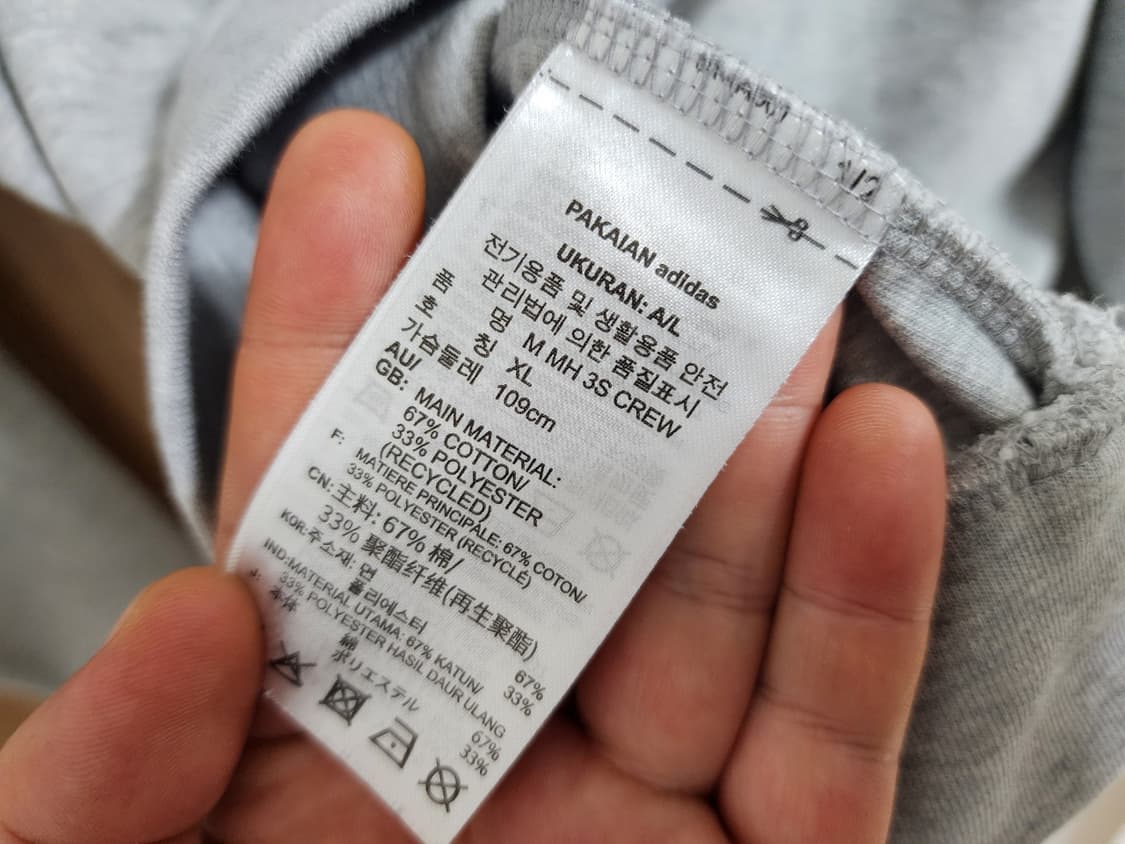 1/2
PAKAIAN adidas
UKURAN: A/L
전기용품 및 생활용품 안전
관리법에 의한 품질표시
품 명 M MH 3S CREW
호 칭 XL
가슴둘레 109cm
AU/
GB: MAIN MATERIAL:
67% COTTON/
33% POLYESTER
(RECYCLED)
F: MATIERE PRINCIPALE: 67% COTON/
33% POLYESTER (RECYCLÉ)
CN: 主料: 67% 棉/
33% 聚酯纤维(再生聚酯)
KOR: 주소재: 면 67%
폴리에스터 33%
IND:MATERIAL UTAMA: 67% KATUN/
33% POLYESTER HASIL DAUR ULANG
J: 本体 綿 67%
ポリエステル 33%